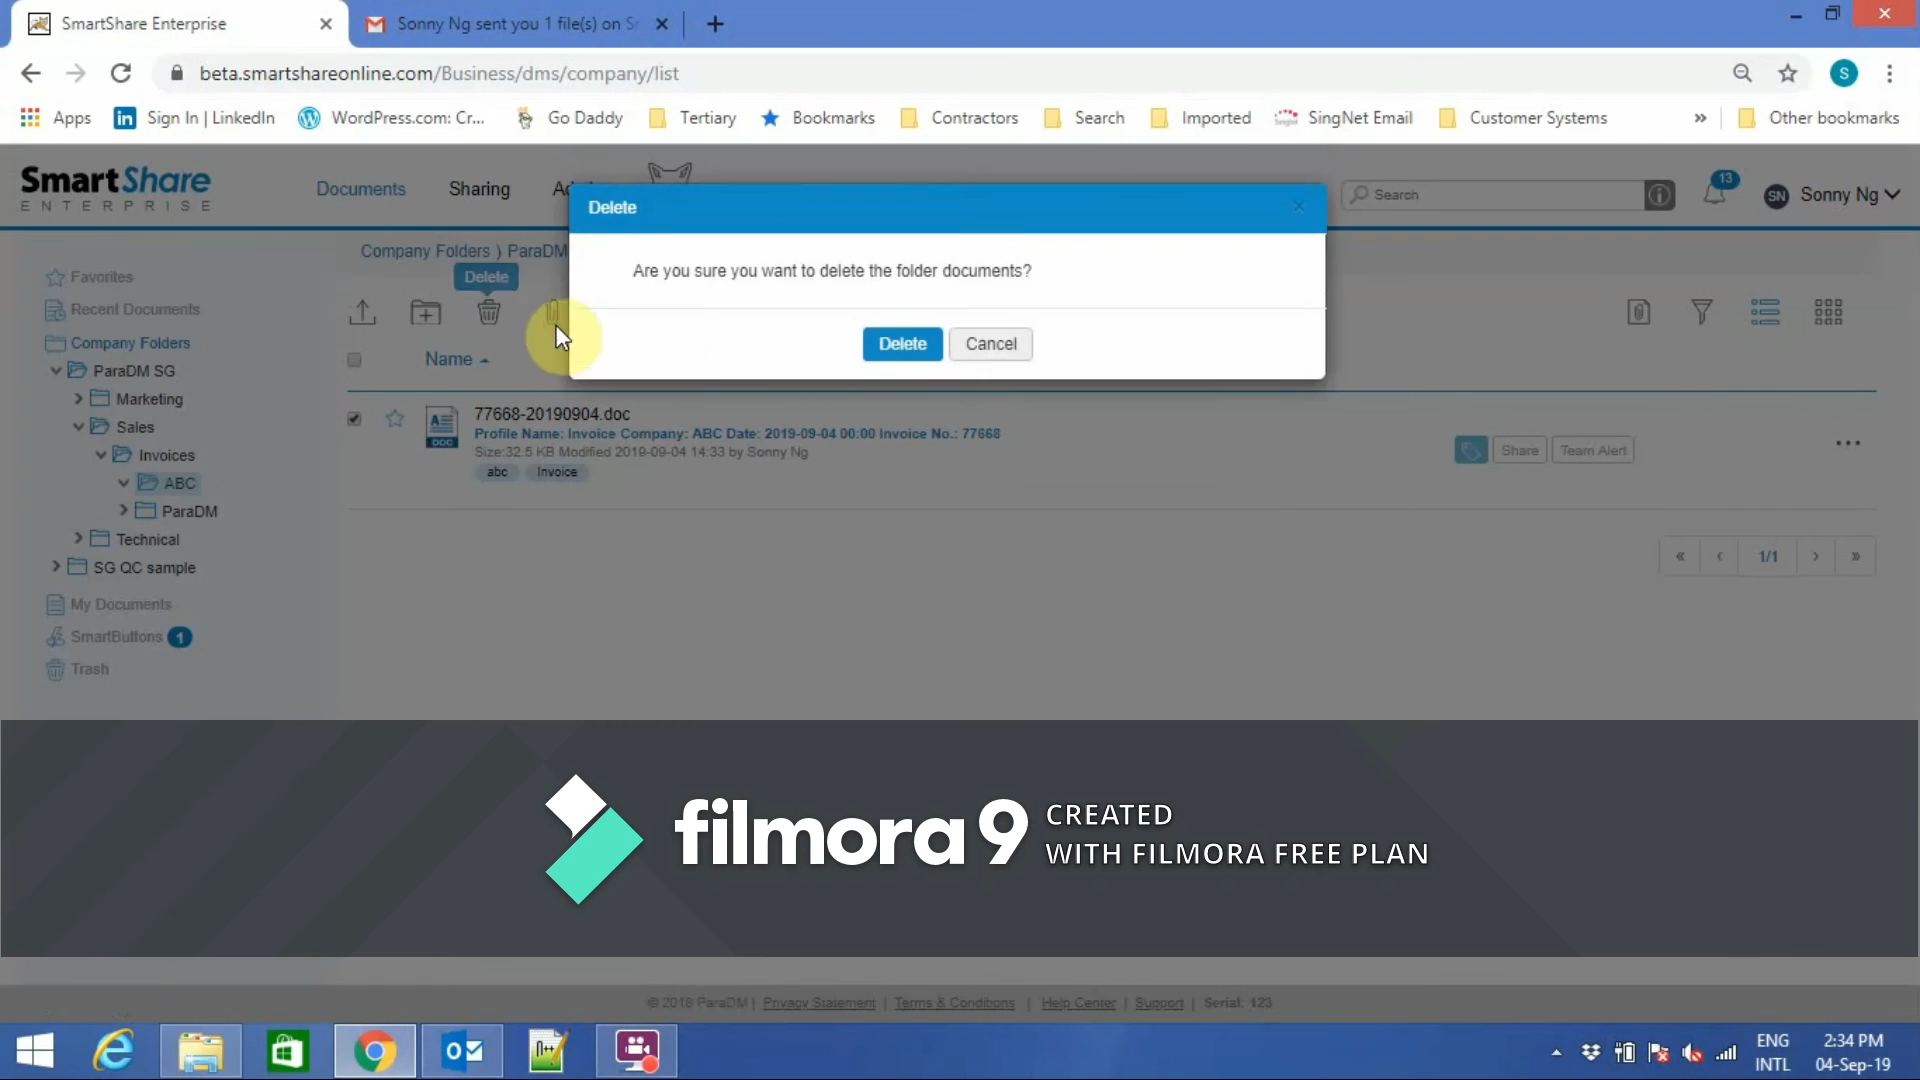 SmartShare Enterprise
Sonny Ng sent you 1 file(s) on S
beta.smartshareonline.com/Business/dms/company/list
Apps
Sign In | LinkedIn
WordPress.com: Cr...
Go Daddy
Tertiary
Bookmarks
Contractors
Search
Imported
SingNet Email
Customer Systems
»
Other bookmarks
SmartShare
ENTERPRISE
Documents
Sharing
Search
13
SN
Sonny Ng
Delete
Are you sure you want to delete the folder documents?
Delete
Cancel
Company Folders ) ParaDM
Delete
Name
Favorites
Recent Documents
Company Folders
ParaDM SG
Marketing
Sales
Invoices
ABC
ParaDM
Technical
SG QC sample
My Documents
SmartButtons 1
Trash
DOC
77668-20190904.doc
Profile Name: Invoice Company: ABC Date: 2019-09-04 00:00 Invoice No.: 77668
Size:32.5 KB Modified 2019-09-04 14:33 by Sonny Ng
abc Invoice
Share
Team Alert
« ‹ 1/1 › »
filmora9
CREATED
WITH FILMORA FREE PLAN
© 2018 ParaDM | Privacy Statement | Terms & Conditions | Help Center | Support | Serial: 123
ENG
INTL
2:34 PM
04-Sep-19